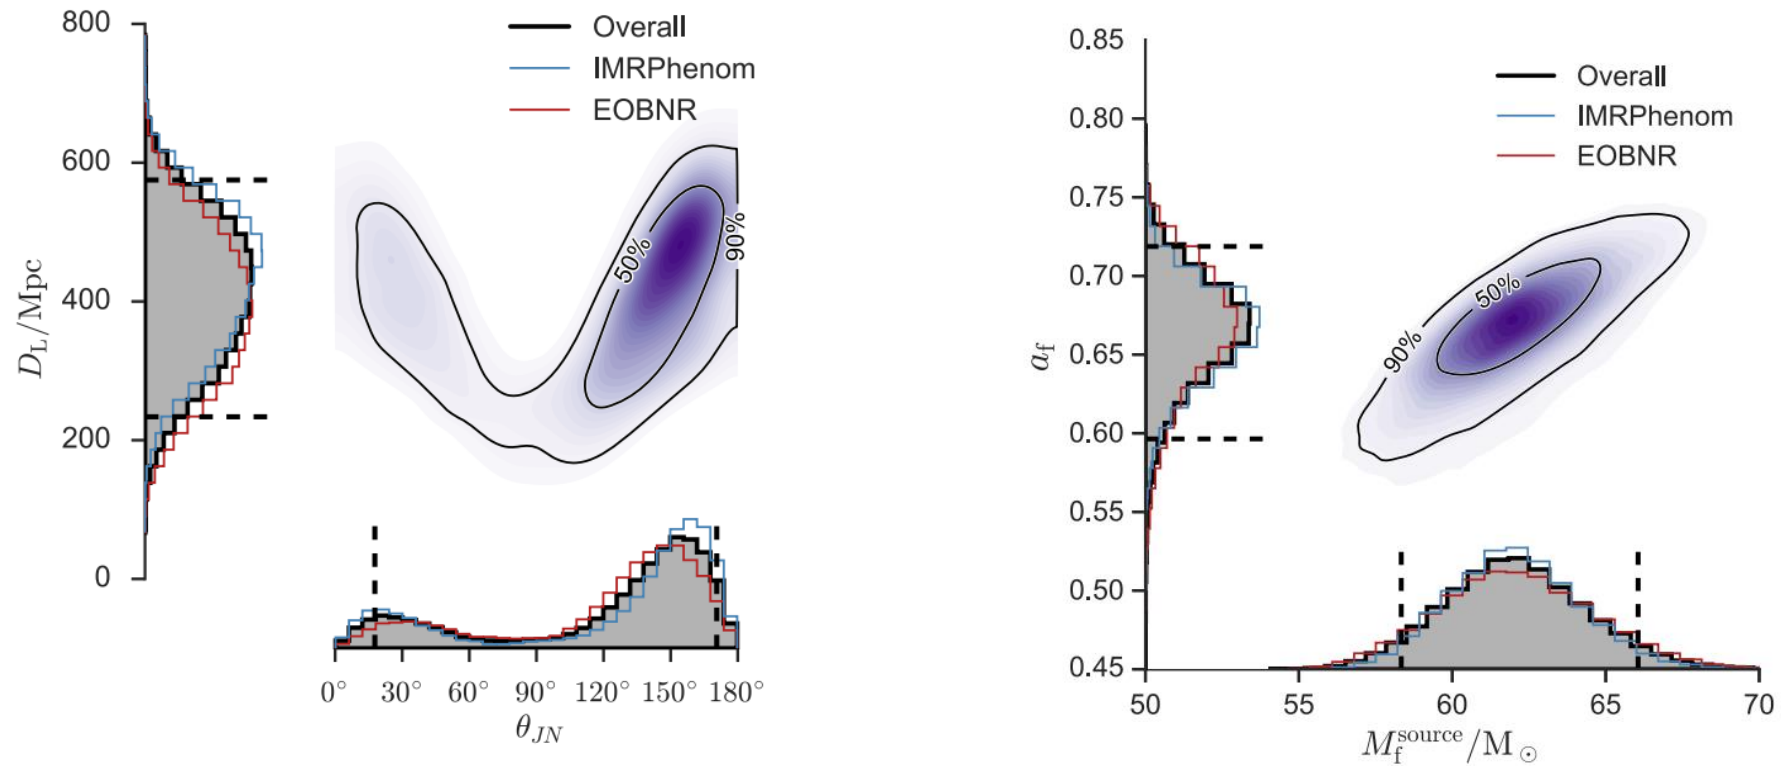 Overall
IMRPhenom
EOBNR
800
600
400
200
0
D_L/Mpc
50%
90%
0° 30° 60° 90° 120° 150° 180°
θ_JN
Overall
IMRPhenom
EOBNR
0.85
0.80
0.75
0.70
0.65
0.60
0.55
0.50
0.45
a_f
50%
90%
50 55 60 65 70
M_f^source/M_⊙